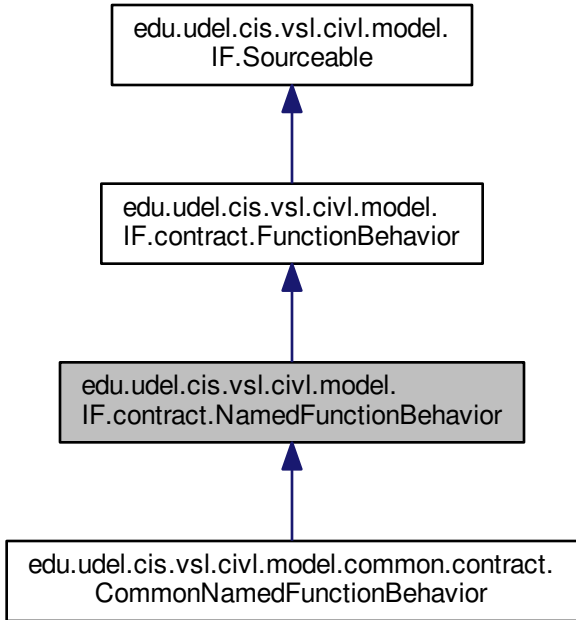 edu.udel.cis.vsl.civl.model.
IF.Sourceable
edu.udel.cis.vsl.civl.model.
IF.contract.FunctionBehavior
edu.udel.cis.vsl.civl.model.
IF.contract.NamedFunctionBehavior
edu.udel.cis.vsl.civl.model.common.contract.
CommonNamedFunctionBehavior